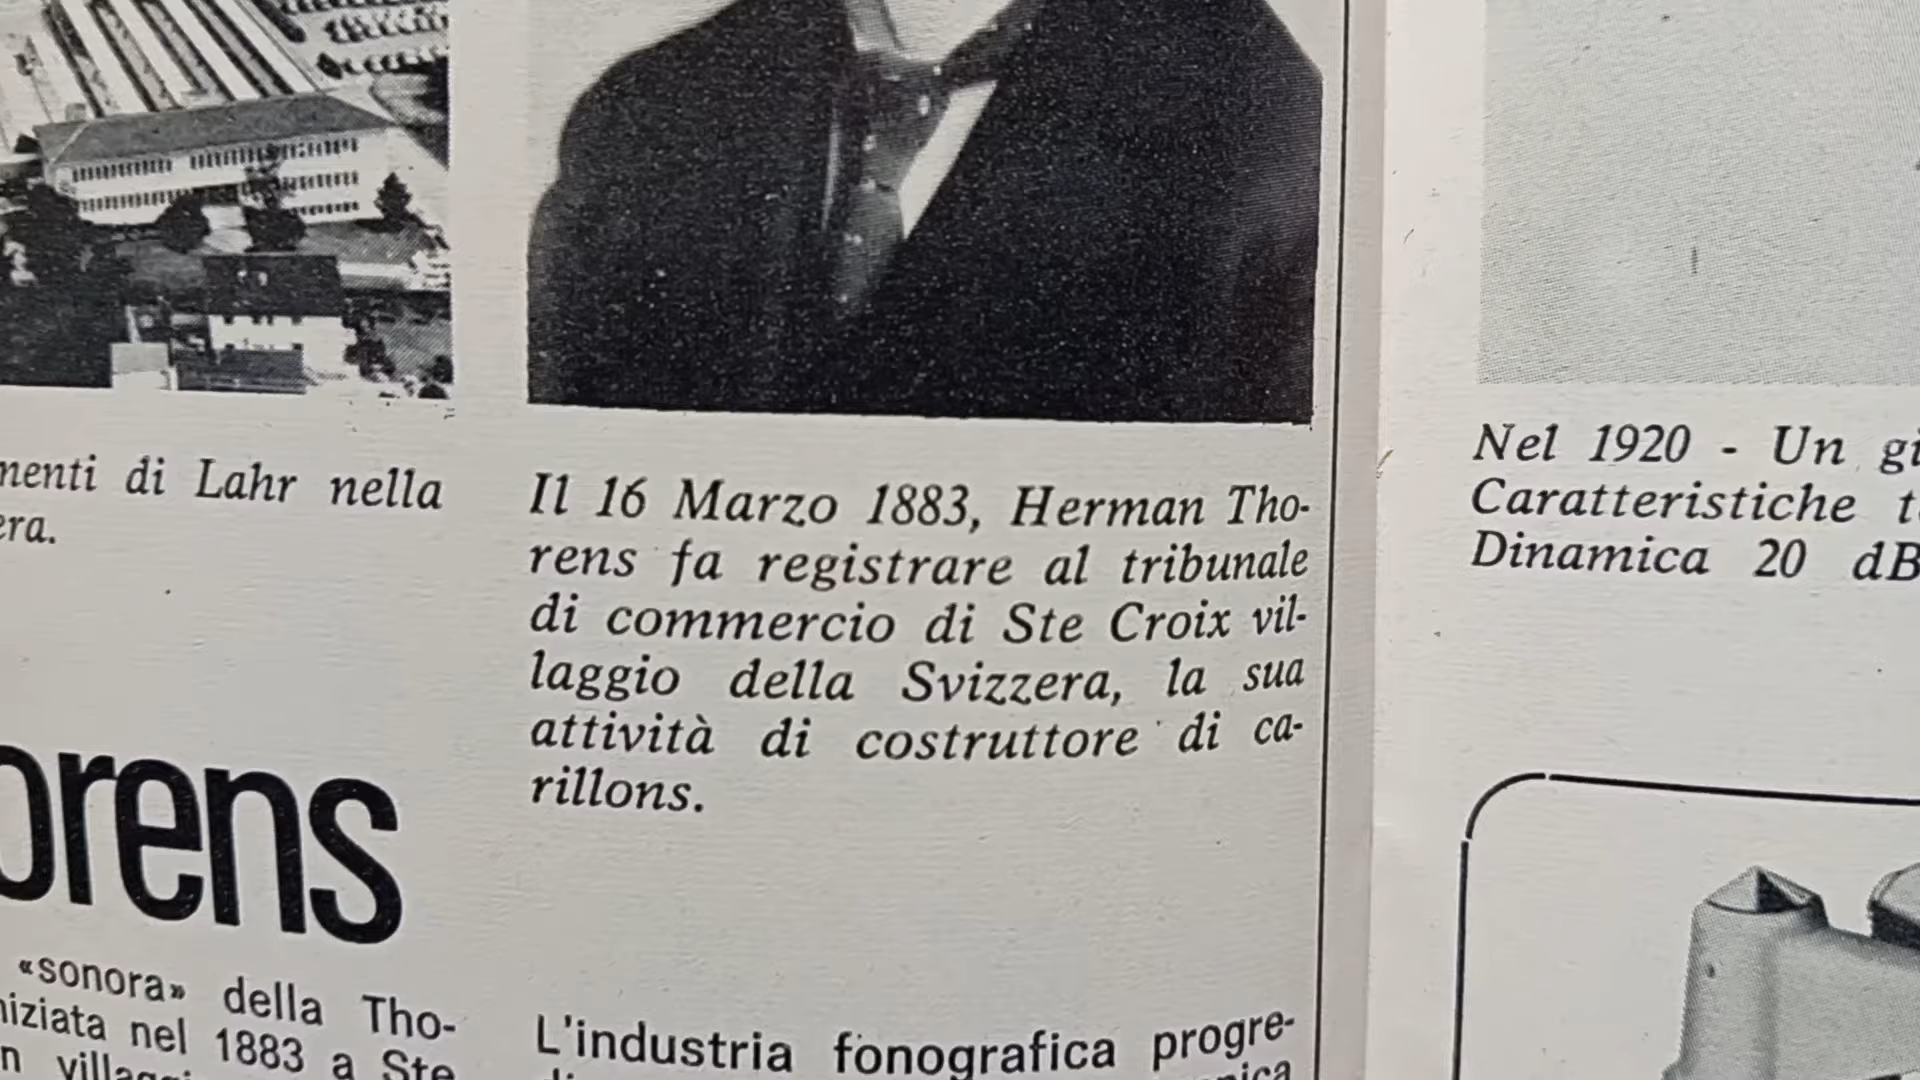 menti di Lahr nella
era.
Il 16 Marzo 1883, Herman Tho-
rens fa registrare al tribunale
di commercio di Ste Croix vil-
laggio della Svizzera, la sua
attività di costruttore di ca-
rillons.
orens
«sonora» della Tho-
niziata nel 1883 a Ste
L'industria fonografica progre-
Nel 1920 - Un gi
Caratteristiche t
Dinamica 20 dB